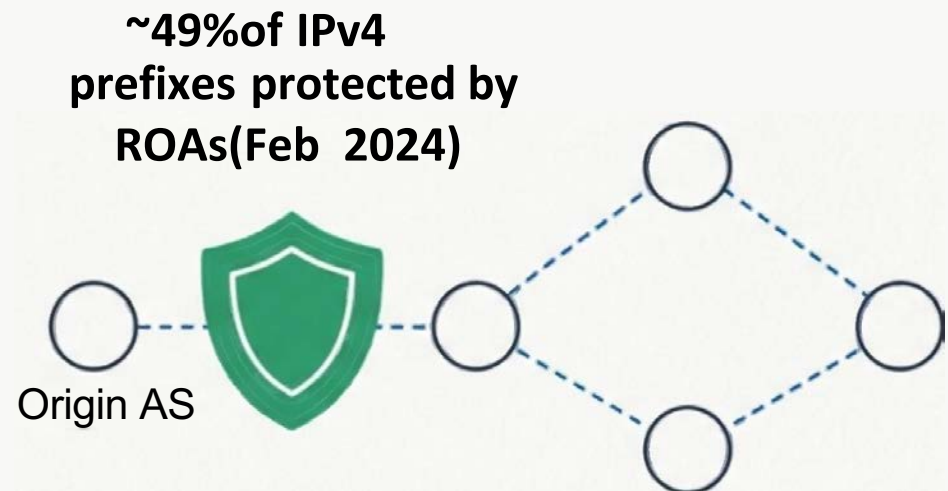 ~49%of IPv4
prefixes protected by
ROAs(Feb 2024)
Origin AS